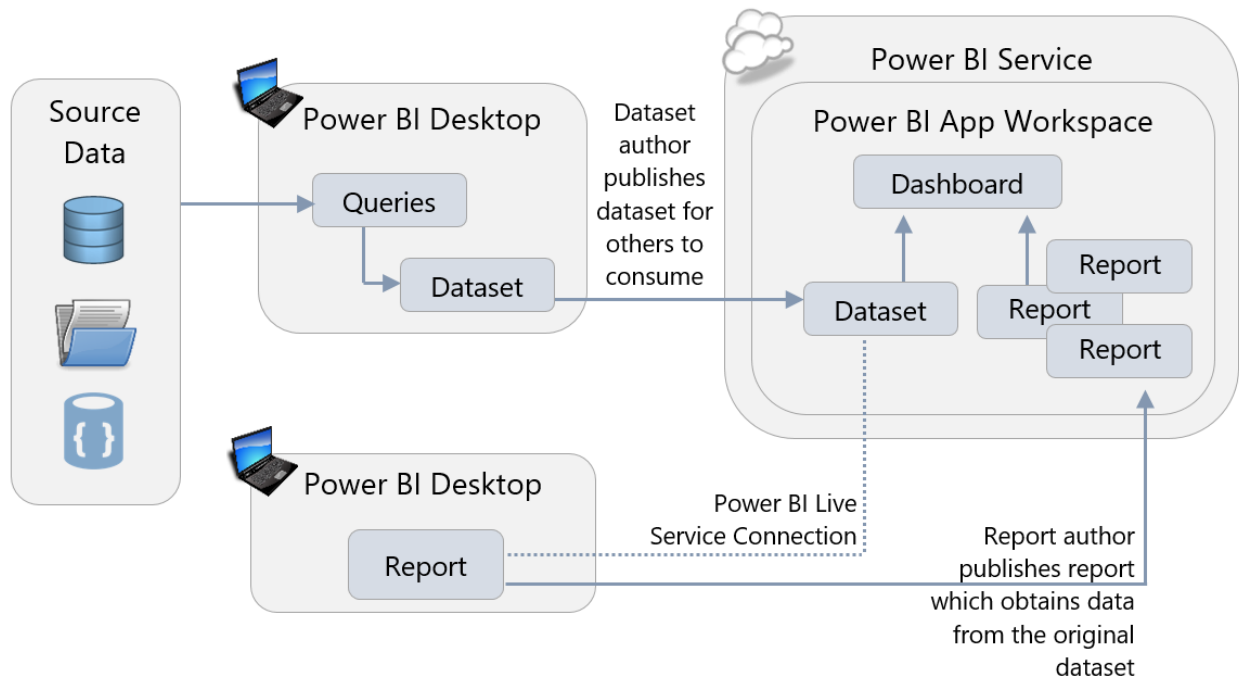 Source
Data
Power BI Desktop
Queries
Dataset
Dataset
author
publishes
dataset for
others to
consume
Power BI Service
Power BI App Workspace
Dashboard
Dataset
Report
Report
Report
{ }
Power BI Desktop
Report
Power BI Live
Service Connection
Report author
publishes report
which obtains data
from the original
dataset